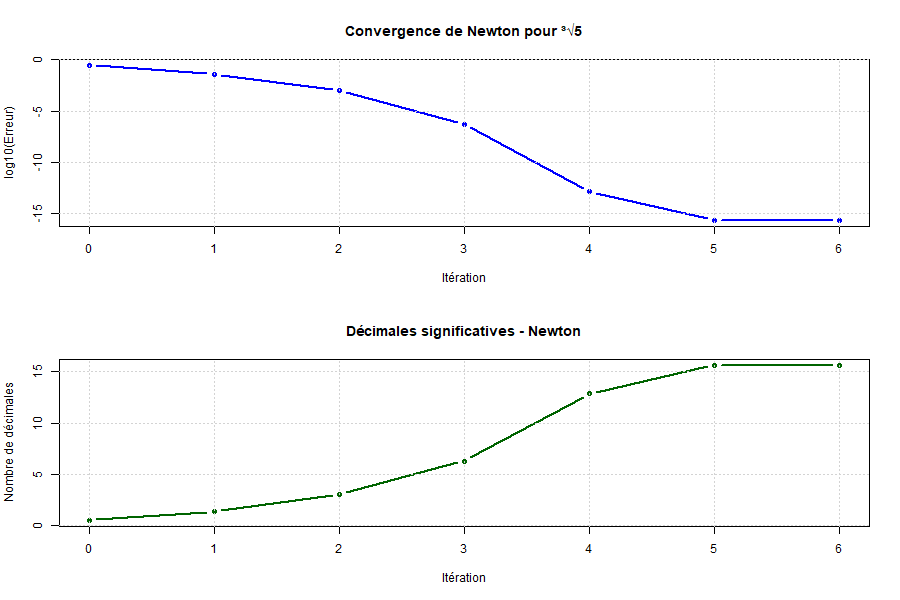 Convergence de Newton pour ³√5
log10(Erreur)
0
-5
-10
-15
0 1 2 3 4 5 6
Itération
Décimales significatives - Newton
Nombre de décimales
15
10
5
0
0 1 2 3 4 5 6
Itération